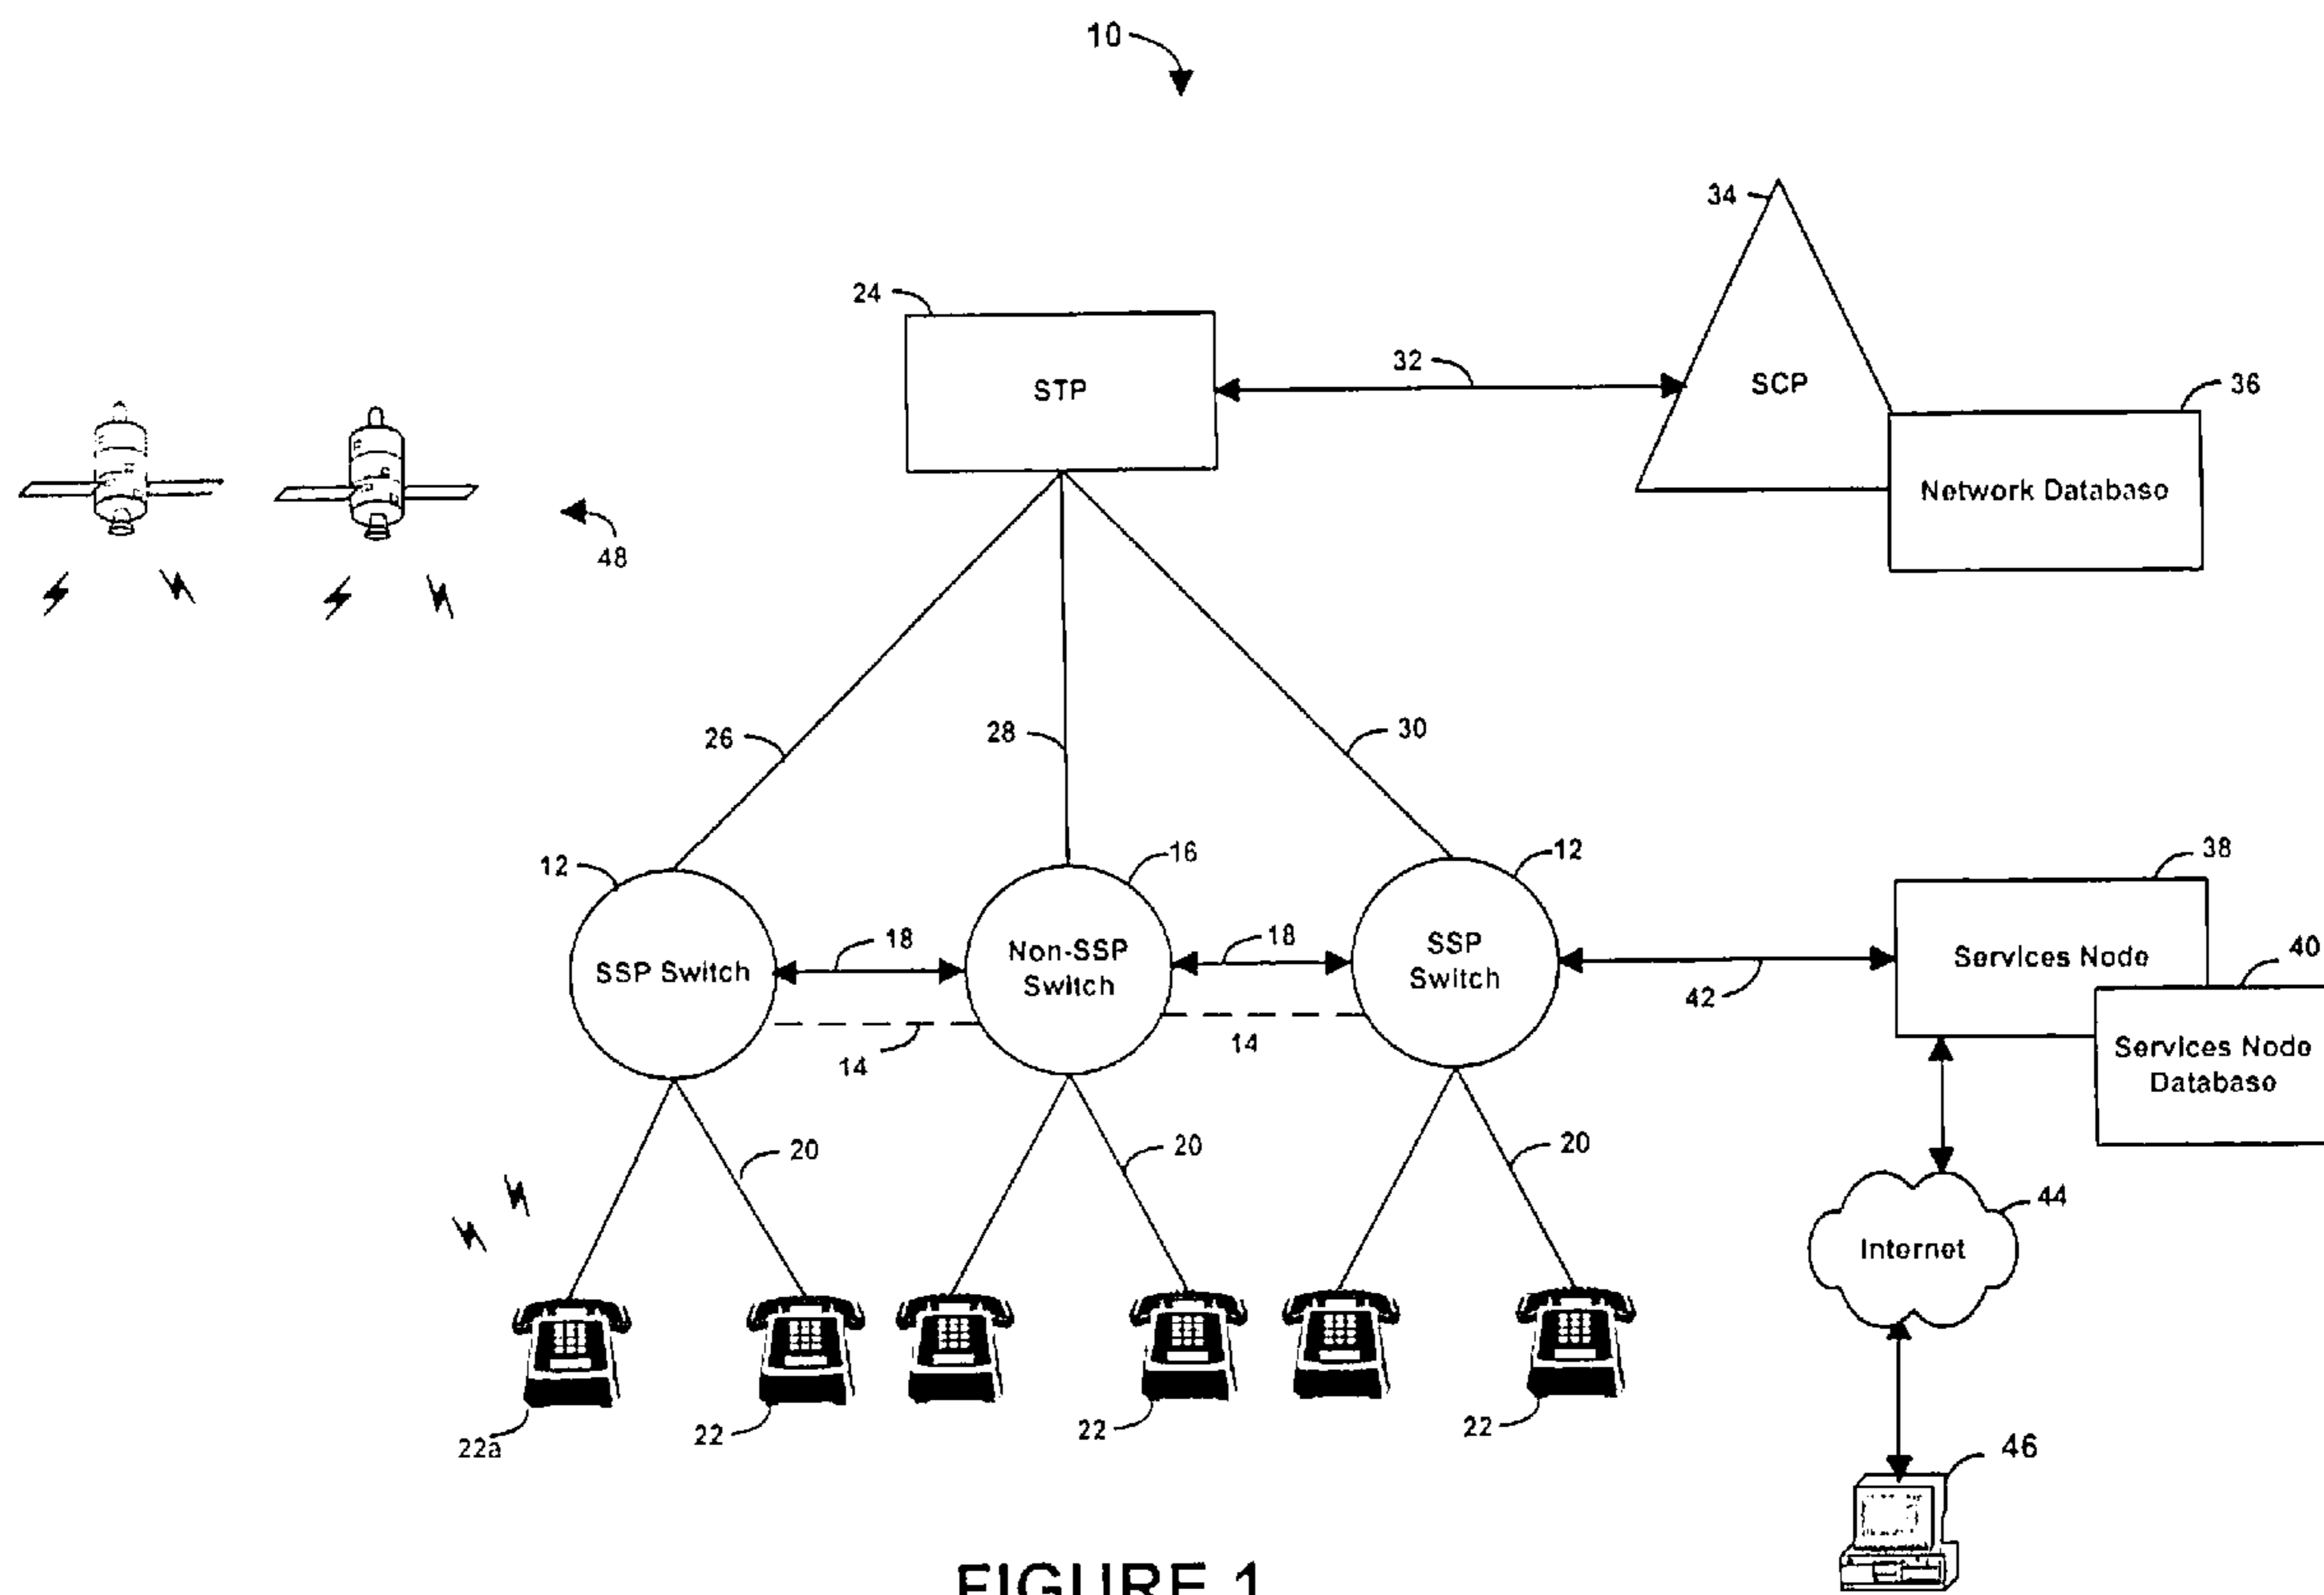 10
34
24
STP
32
SCP
36
Network Database
48
26
28
30
12
16
12
38
18
18
SSP Switch
Non-SSP
Switch
SSP
Switch
Services Node
40
42
14
14
Services Node
Database
20
20
20
44
Internet
22a
22
22
22
46
FIGURE 1